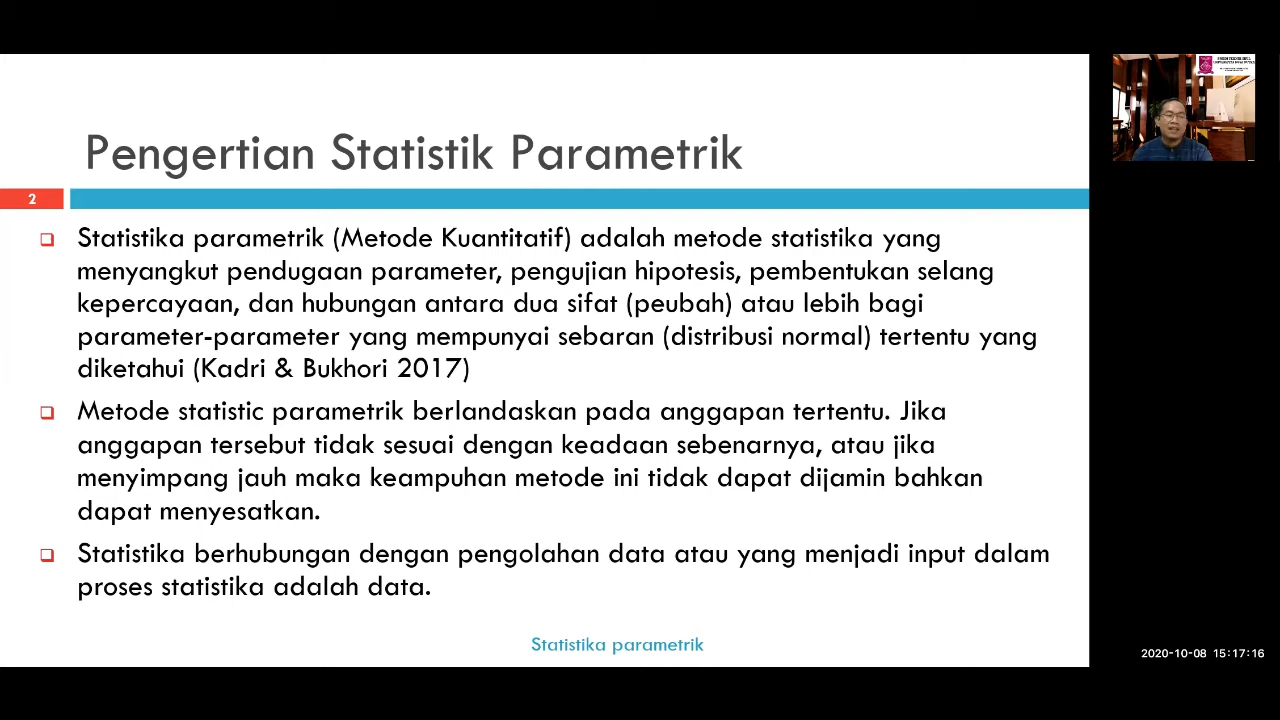 Pengertian Statistik Parametrik
2
Statistika parametrik (Metode Kuantitatif) adalah metode statistika yang
menyangkut pendugaan parameter, pengujian hipotesis, pembentukan selang
kepercayaan, dan hubungan antara dua sifat (peubah) atau lebih bagi
parameter-parameter yang mempunyai sebaran (distribusi normal) tertentu yang
diketahui (Kadri & Bukhori 2017)
Metode statistic parametrik berlandaskan pada anggapan tertentu. Jika
anggapan tersebut tidak sesuai dengan keadaan sebenarnya, atau jika
menyimpang jauh maka keampuhan metode ini tidak dapat dijamin bahkan
dapat menyesatkan.
Statistika berhubungan dengan pengolahan data atau yang menjadi input dalam
proses statistika adalah data.
Statistika parametrik
2020-10-08 15:17:16